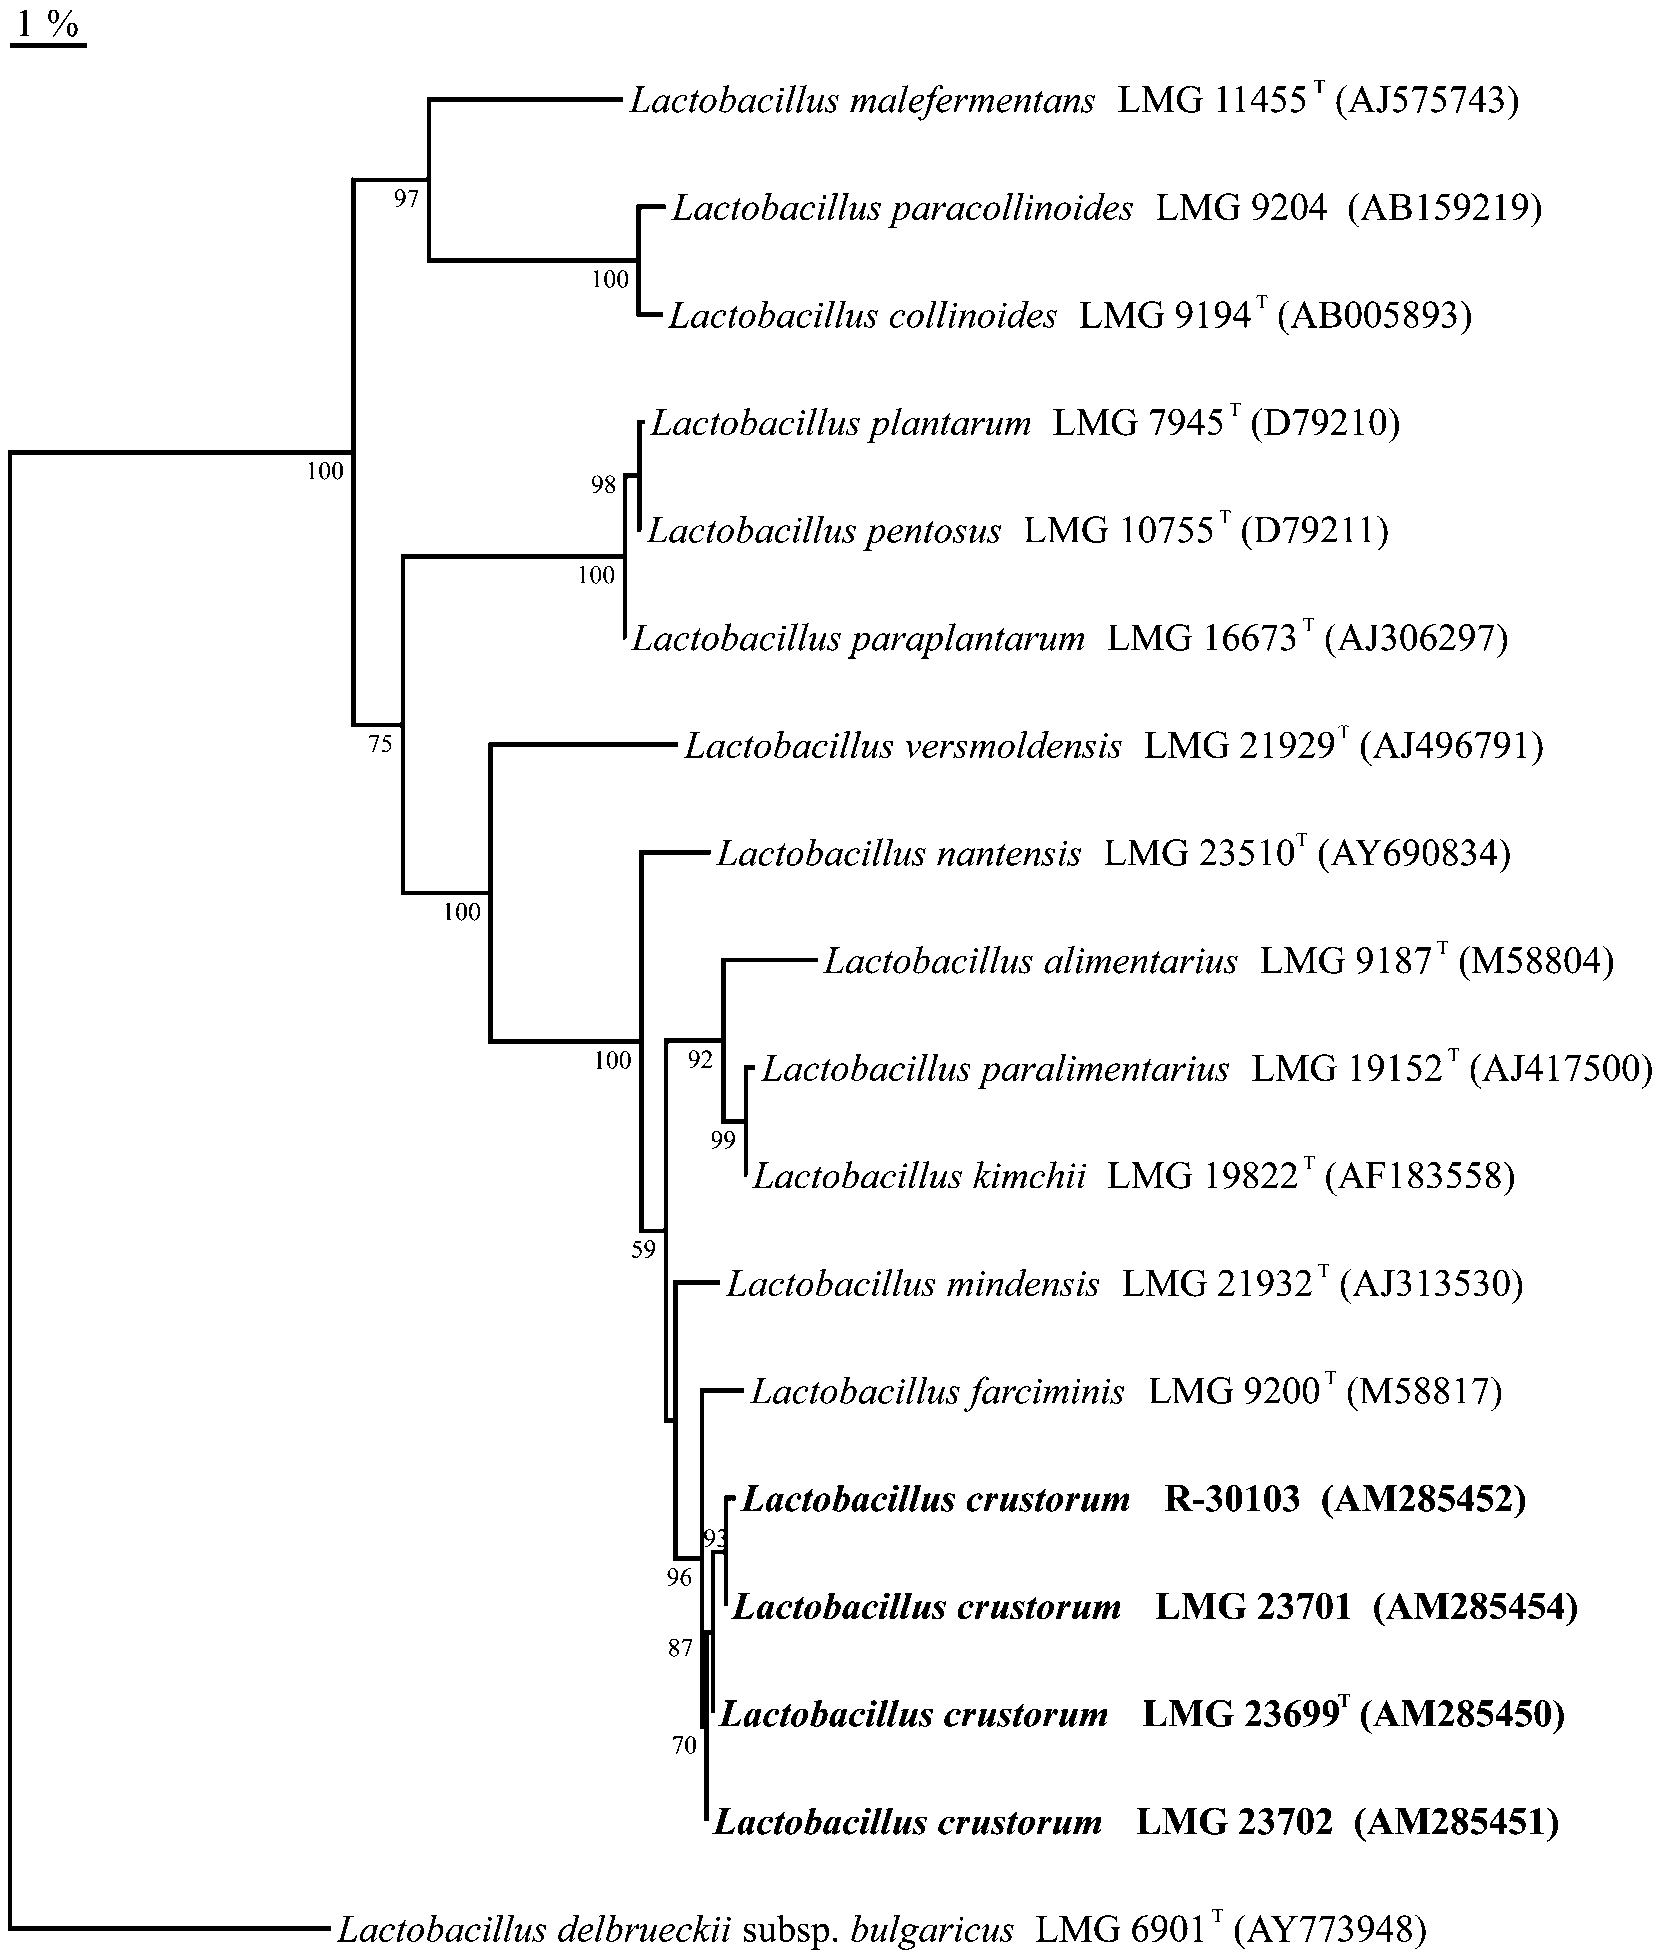 1 %
Lactobacillus malefermentans LMG 11455T (AJ575743)
97
Lactobacillus paracollinoides LMG 9204 (AB159219)
100
Lactobacillus collinoides LMG 9194T (AB005893)
Lactobacillus plantarum LMG 7945T (D79210)
100
98
Lactobacillus pentosus LMG 10755T (D79211)
100
Lactobacillus paraplantarum LMG 16673T (AJ306297)
75
Lactobacillus versmoldensis LMG 21929T (AJ496791)
Lactobacillus nantensis LMG 23510T (AY690834)
100
Lactobacillus alimentarius LMG 9187T (M58804)
100
92
Lactobacillus paralimentarius LMG 19152T (AJ417500)
99
Lactobacillus kimchii LMG 19822T (AF183558)
59
Lactobacillus mindensis LMG 21932T (AJ313530)
Lactobacillus farciminis LMG 9200T (M58817)
Lactobacillus crustorum R-30103 (AM285452)
93
96
Lactobacillus crustorum LMG 23701 (AM285454)
87
Lactobacillus crustorum LMG 23699T (AM285450)
70
Lactobacillus crustorum LMG 23702 (AM285451)
Lactobacillus delbrueckii subsp. bulgaricus LMG 6901T (AY773948)